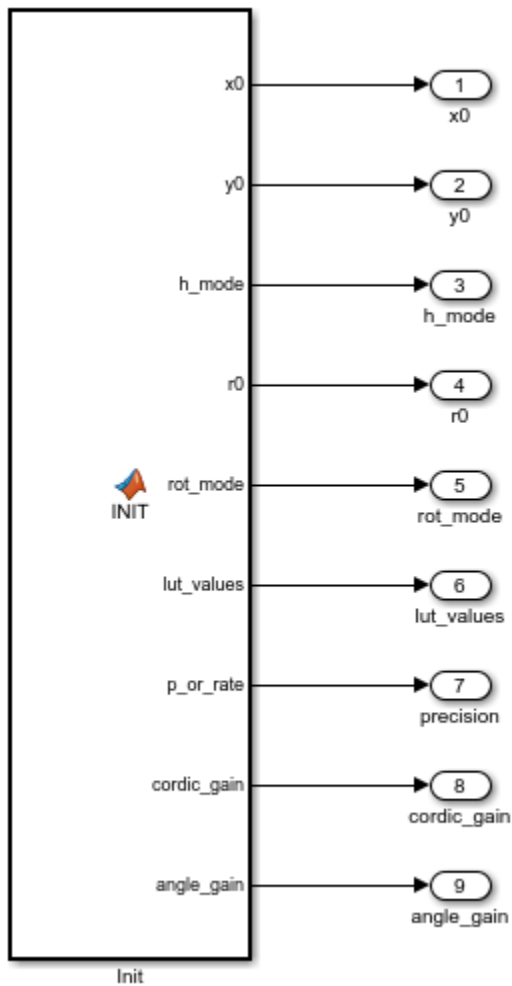 x0
1
x0
y0
2
y0
h_mode
3
h_mode
r0
4
r0
INIT
rot_mode
5
rot_mode
lut_values
6
lut_values
p_or_rate
7
precision
cordic_gain
8
cordic_gain
angle_gain
9
angle_gain
Init